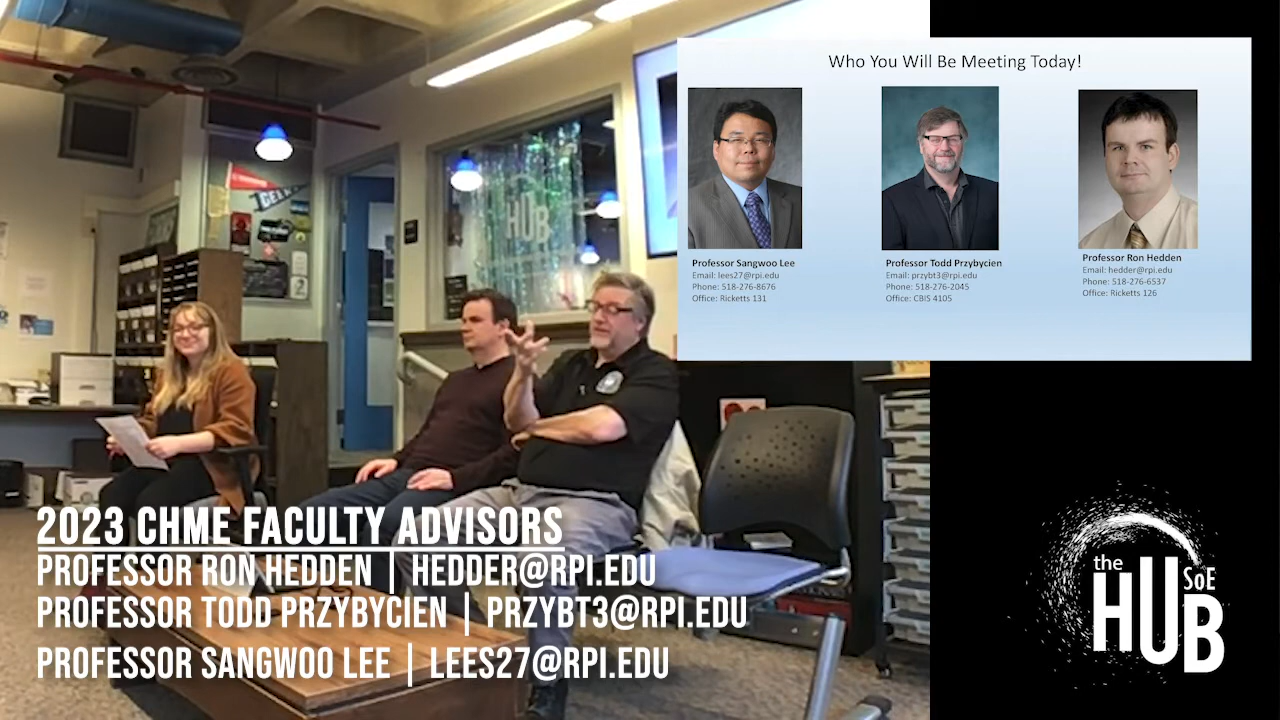 Who You Will Be Meeting Today!
Professor Sangwoo Lee
Email: lees27@rpi.edu
Phone: 518-276-8676
Office: Ricketts 131
Professor Todd Przybycien
Email: przybt3@rpi.edu
Phone: 518-276-2045
Office: CBIS 4105
Professor Ron Hedden
Email: hedder@rpi.edu
Phone: 518-276-6537
Office: Ricketts 126
HUB
2023 CHME FACULTY ADVISORS
PROFESSOR RON HEDDEN | HEDDER@RPI.EDU
PROFESSOR TODD PRZYBYCIEN | PRZYBT3@RPI.EDU
PROFESSOR SANGWOO LEE | LEES27@RPI.EDU
the
HUB
SoE